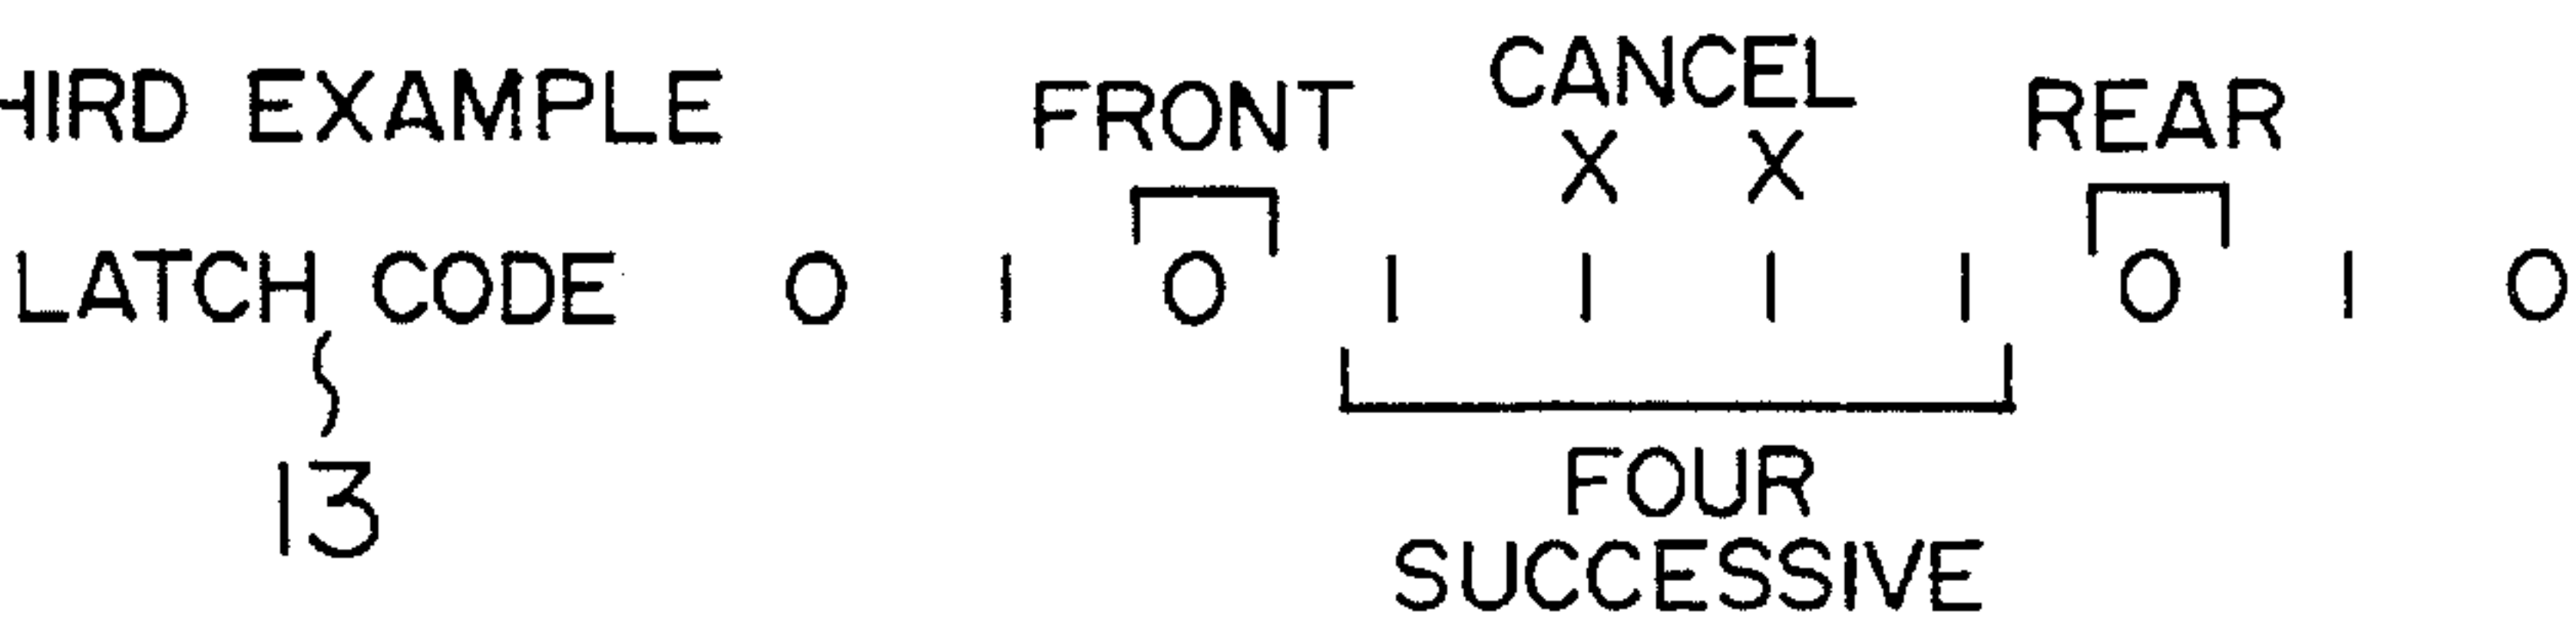 HIRD EXAMPLE FRONT CANCEL REAR
X X
LATCH CODE 0 1 0 1 1 1 1 0 1 0
13
FOUR
SUCCESSIVE